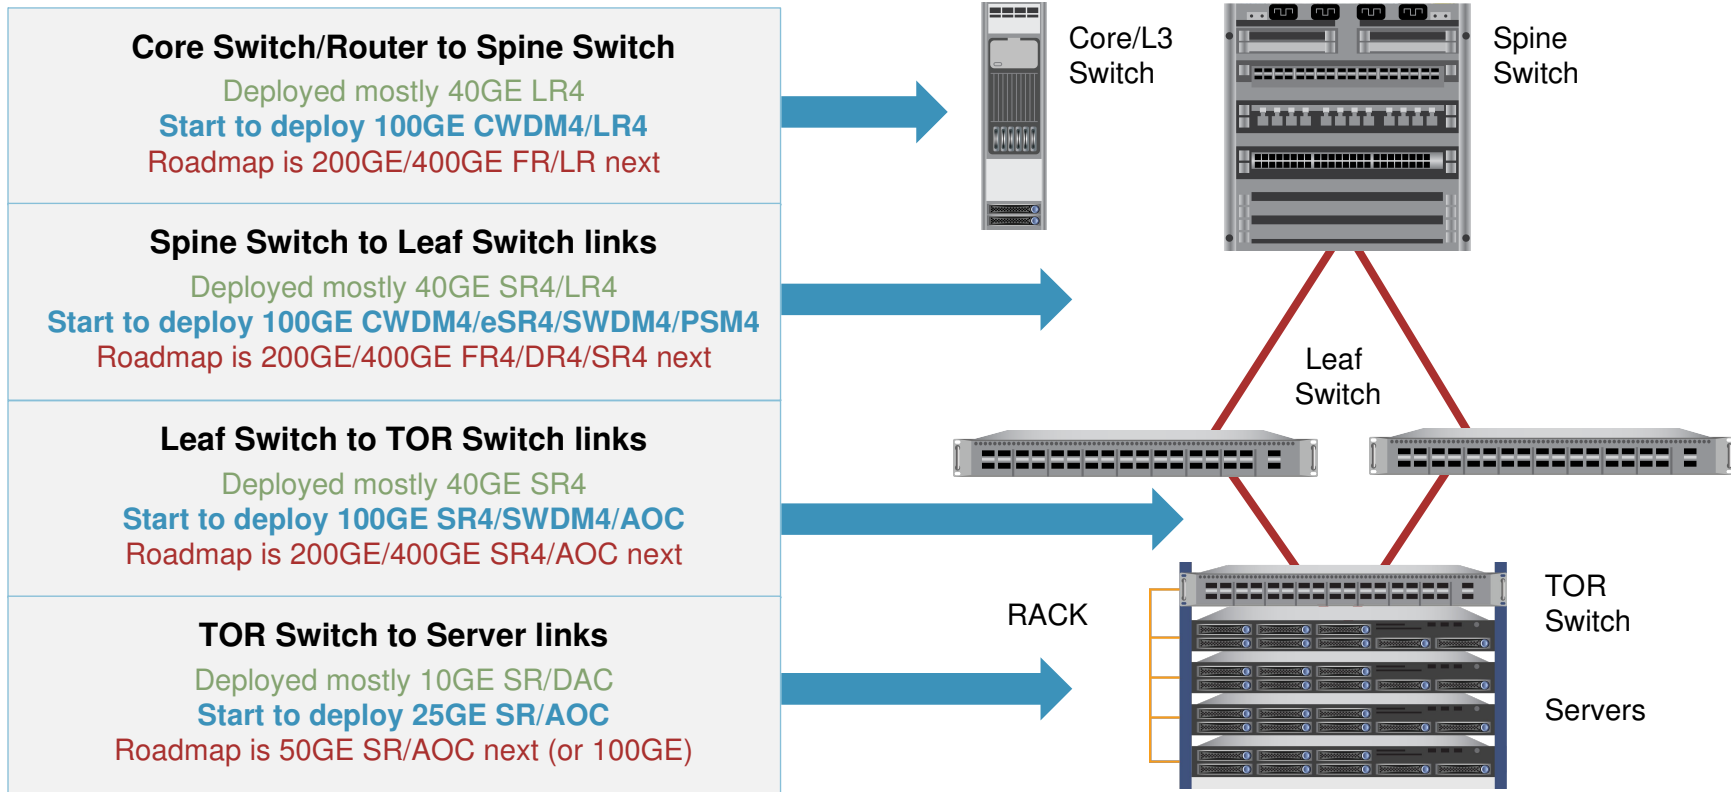 Core Switch/Router to Spine Switch
Deployed mostly 40GE LR4
Start to deploy 100GE CWDM4/LR4
Roadmap is 200GE/400GE FR/LR next
Spine Switch to Leaf Switch links
Deployed mostly 40GE SR4/LR4
Start to deploy 100GE CWDM4/eSR4/SWDM4/PSM4
Roadmap is 200GE/400GE FR4/DR4/SR4 next
Leaf Switch to TOR Switch links
Deployed mostly 40GE SR4
Start to deploy 100GE SR4/SWDM4/AOC
Roadmap is 200GE/400GE SR4/AOC next
TOR Switch to Server links
Deployed mostly 10GE SR/DAC
Start to deploy 25GE SR/AOC
Roadmap is 50GE SR/AOC next (or 100GE)
Core/L3
Switch
Spine
Switch
Leaf
Switch
RACK
TOR
Switch
Servers